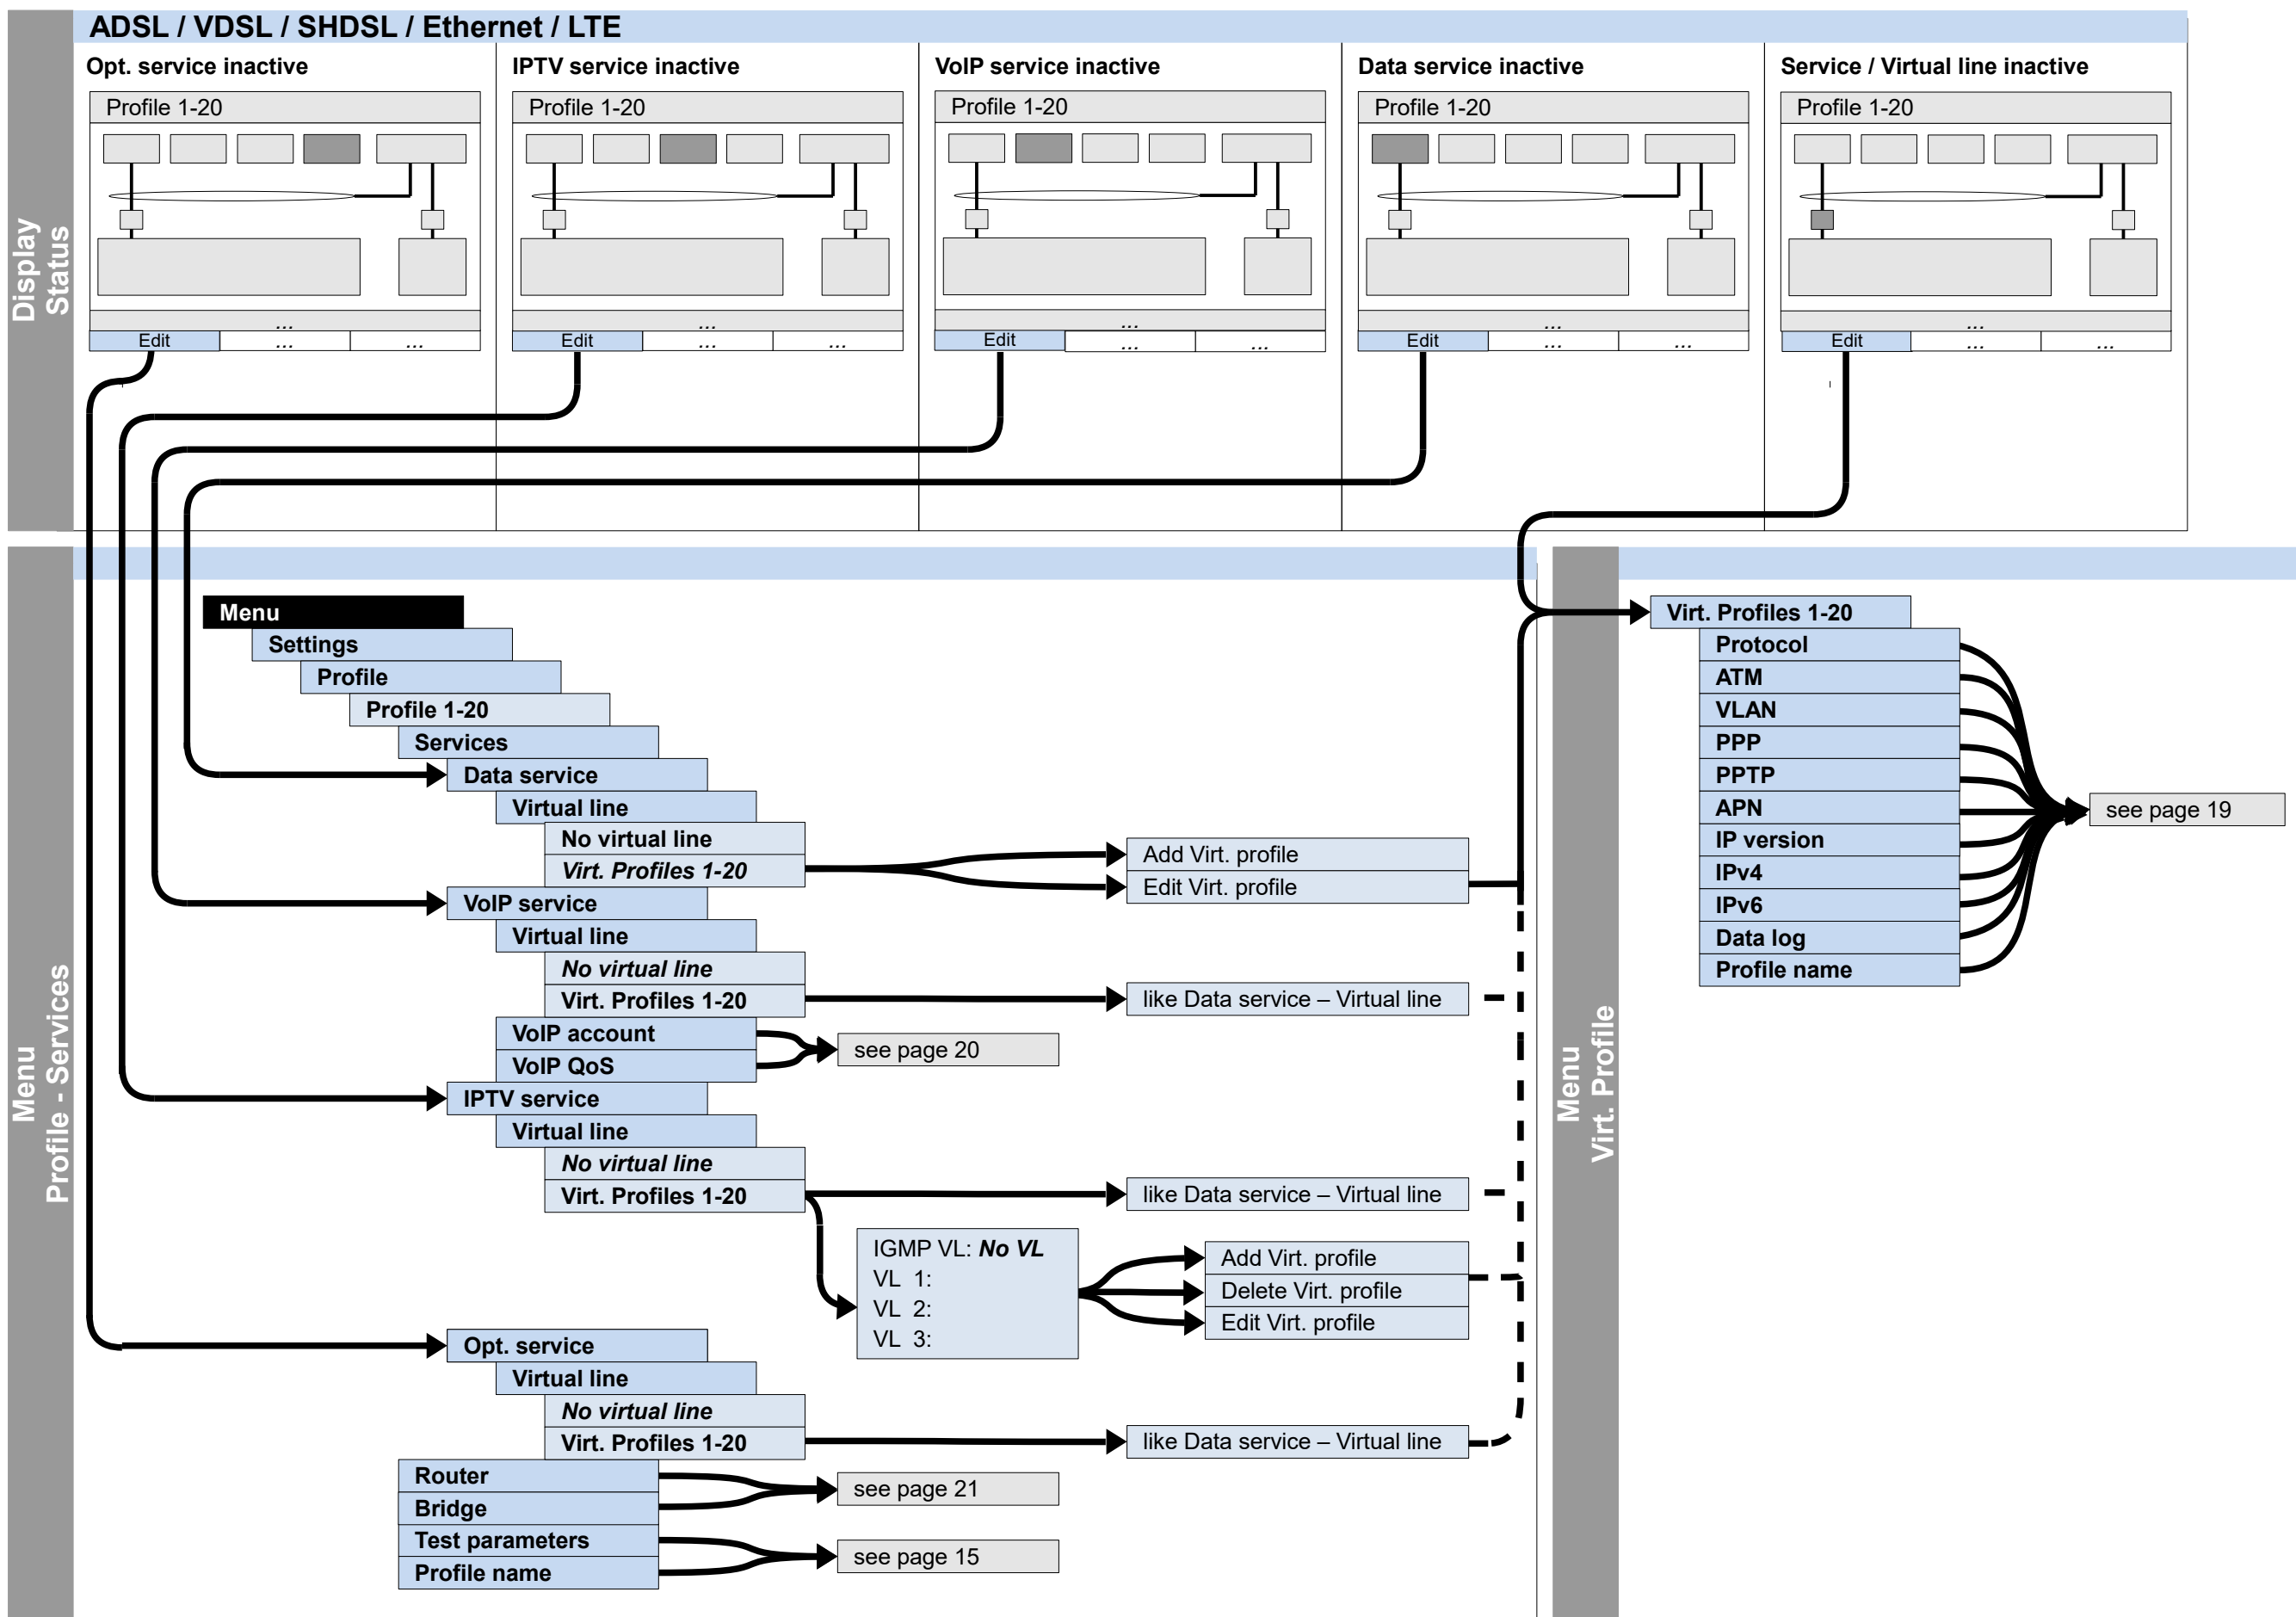 ADSL / VDSL / SHDSL / Ethernet / LTE
Display
Status
Opt. service inactive
Profile 1-20
...
Edit
...
...
IPTV service inactive
Profile 1-20
...
Edit
...
...
VoIP service inactive
Profile 1-20
...
Edit
...
...
Data service inactive
Profile 1-20
...
Edit
...
...
Service / Virtual line inactive
Profile 1-20
...
Edit
...
...
Menu
Profile - Services
Menu
Settings
Profile
Profile 1-20
Services
Data service
Virtual line
No virtual line
Virt. Profiles 1-20
Add Virt. profile
Edit Virt. profile
VoIP service
Virtual line
No virtual line
Virt. Profiles 1-20
like Data service – Virtual line
VoIP account
VoIP QoS
see page 20
IPTV service
Virtual line
No virtual line
Virt. Profiles 1-20
like Data service – Virtual line
IGMP VL: No VL
VL 1:
VL 2:
VL 3:
Add Virt. profile
Delete Virt. profile
Edit Virt. profile
Opt. service
Virtual line
No virtual line
Virt. Profiles 1-20
like Data service – Virtual line
Router
Bridge
see page 21
Test parameters
Profile name
see page 15
Menu
Virt. Profile
Virt. Profiles 1-20
Protocol
ATM
VLAN
PPP
PPTP
APN
IP version
IPv4
IPv6
Data log
Profile name
see page 19